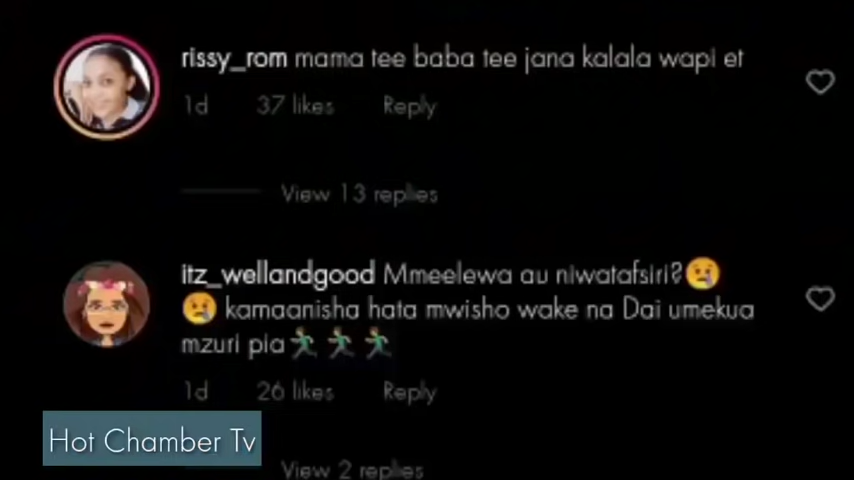 rissy_rom mama tee baba tee jana kalala wapi et
1d 37 likes Reply
View 13 replies
itz_wellandgood Mmeelewa au niwatafsiri?😢
😢 kamaanisha hata mwisho wake na Dai umekua
mzuri pia🏃‍♂️🏃‍♂️🏃‍♂️
1d 26 likes Reply
Hot Chamber Tv
View 2 replies